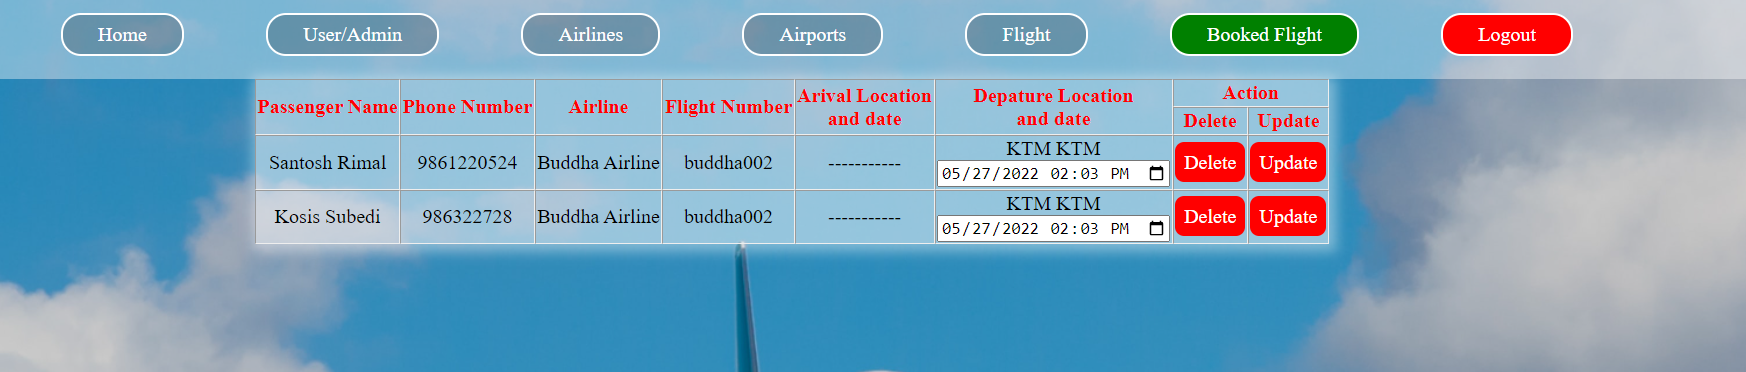 Home User/Admin Airlines Airports Flight Booked Flight Logout
Passenger Name Phone Number Airline Flight Number Arival Location and date Depature Location and date Action
Delete Update
Santosh Rimal 9861220524 Buddha Airline buddha002 ----------- KTM KTM
05/27/2022 02:03 PM Delete Update
Kosis Subedi 986322728 Buddha Airline buddha002 ----------- KTM KTM
05/27/2022 02:03 PM Delete Update